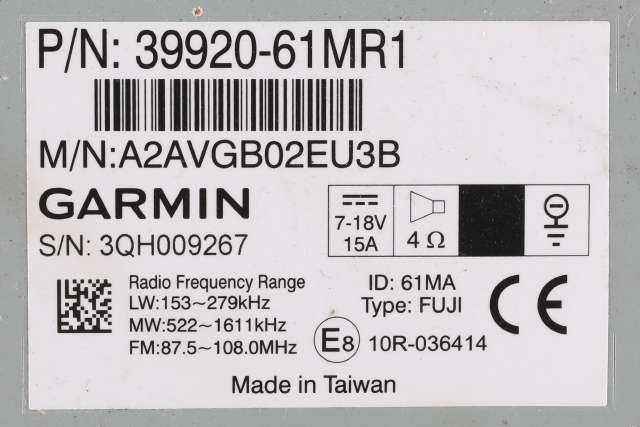 P/N: 39920-61MR1
M/N:A2AVGB02EU3B
GARMIN
S/N: 3QH009267
7-18V
15A
4 Ω
Radio Frequency Range
LW:153~279kHz
MW:522~1611kHz
FM:87.5~108.0MHz
ID: 61MA
Type: FUJI
E8 10R-036414
CE
Made in Taiwan